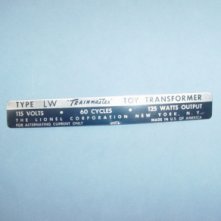 TYPE LW "Trainmaster" TOY TRANSFORMER
115 VOLTS • 60 CYCLES • 125 WATTS OUTPUT
THE LIONEL CORPORATION NEW YORK, N.Y.
FOR ALTERNATING CURRENT ONLY MADE IN U.S. OF AMERICA